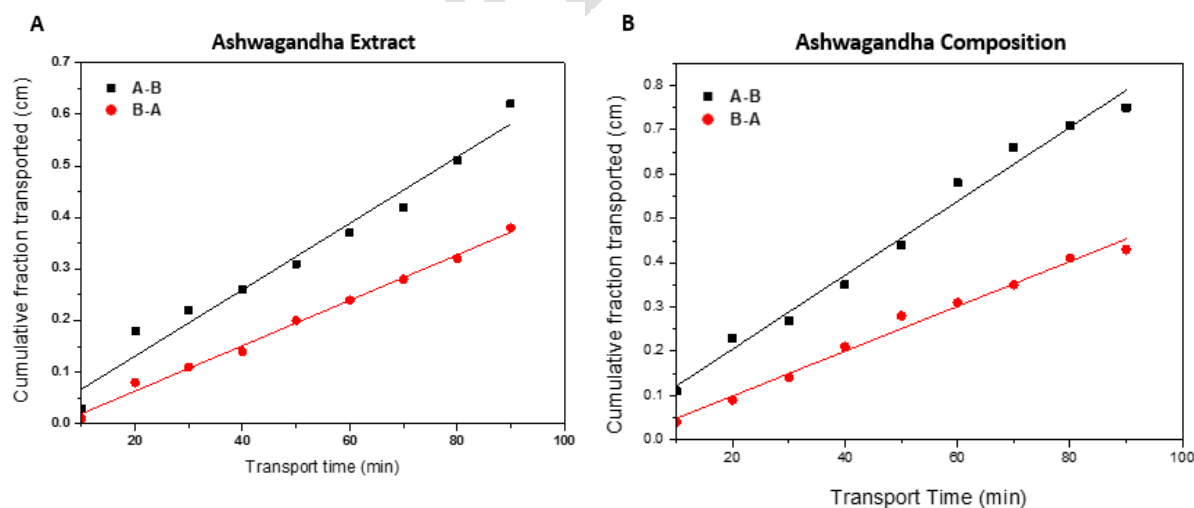 A
Ashwagandha Extract
Cumulative fraction transported (cm)
0.7
0.6
0.5
0.4
0.3
0.2
0.1
0.0
A-B
B-A
20
40
60
80
100
Transport time (min)
B
Ashwagandha Composition
Cumulative fraction transported (cm)
0.8
0.7
0.6
0.5
0.4
0.3
0.2
0.1
0.0
A-B
B-A
20
40
60
80
100
Transport Time (min)